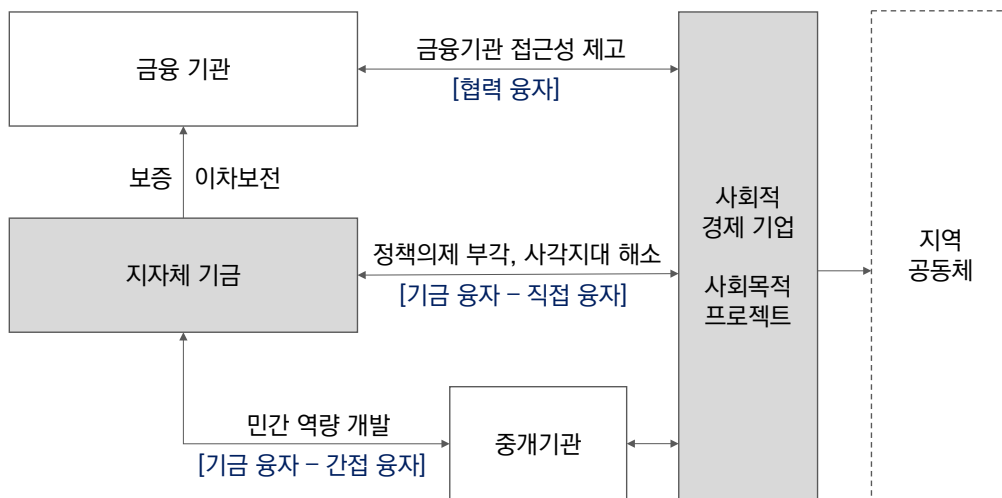 금융 기관
금융기관 접근성 제고
[협력 융자]
보증 이차보전
지자체 기금
정책의제 부각, 사각지대 해소
[기금 융자 – 직접 융자]
사회적
경제 기업
사회목적
프로젝트
지역
공동체
민간 역량 개발
[기금 융자 – 간접 융자]
중개기관